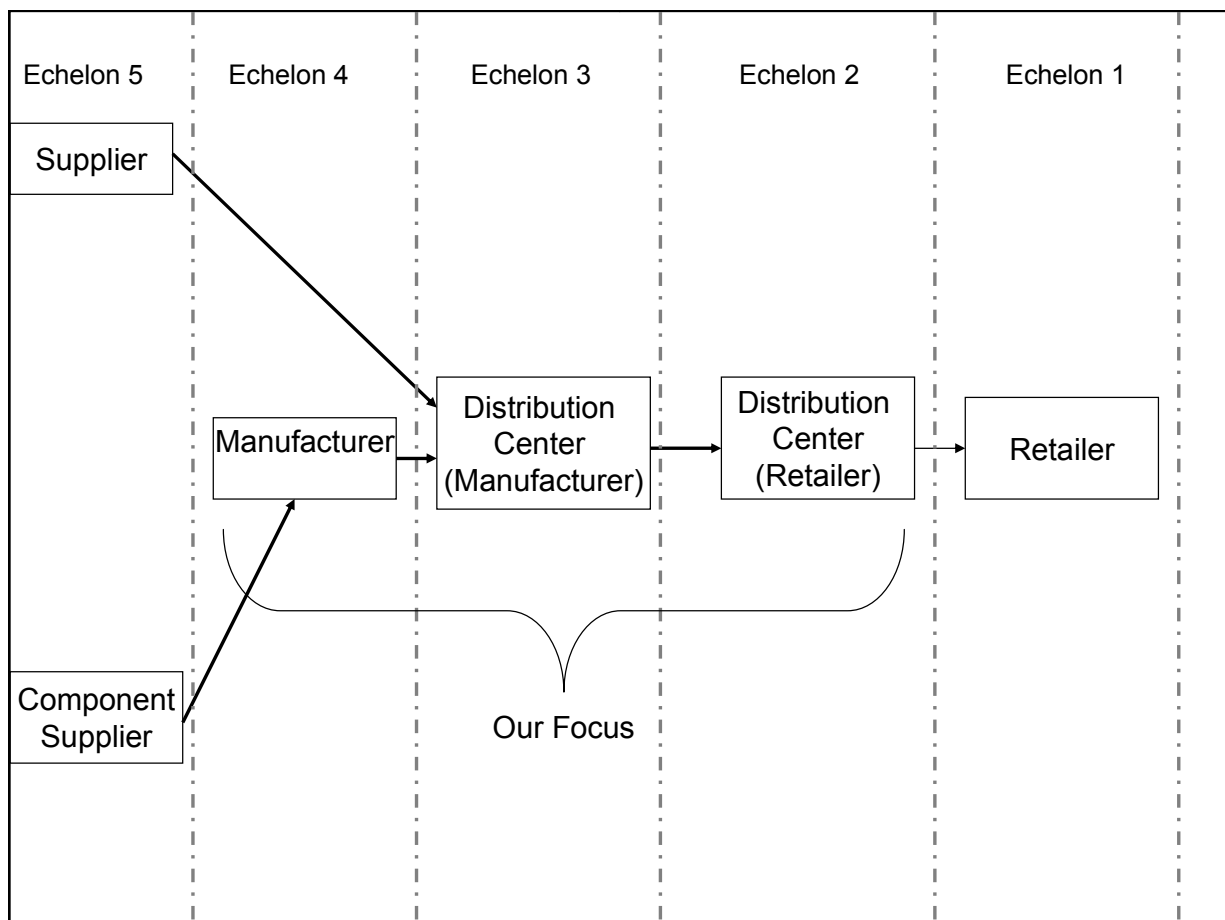 Echelon 5
Echelon 4
Echelon 3
Echelon 2
Echelon 1
Supplier
Manufacturer
Distribution
Center
(Manufacturer)
Distribution
Center
(Retailer)
Retailer
Component
Supplier
Our Focus